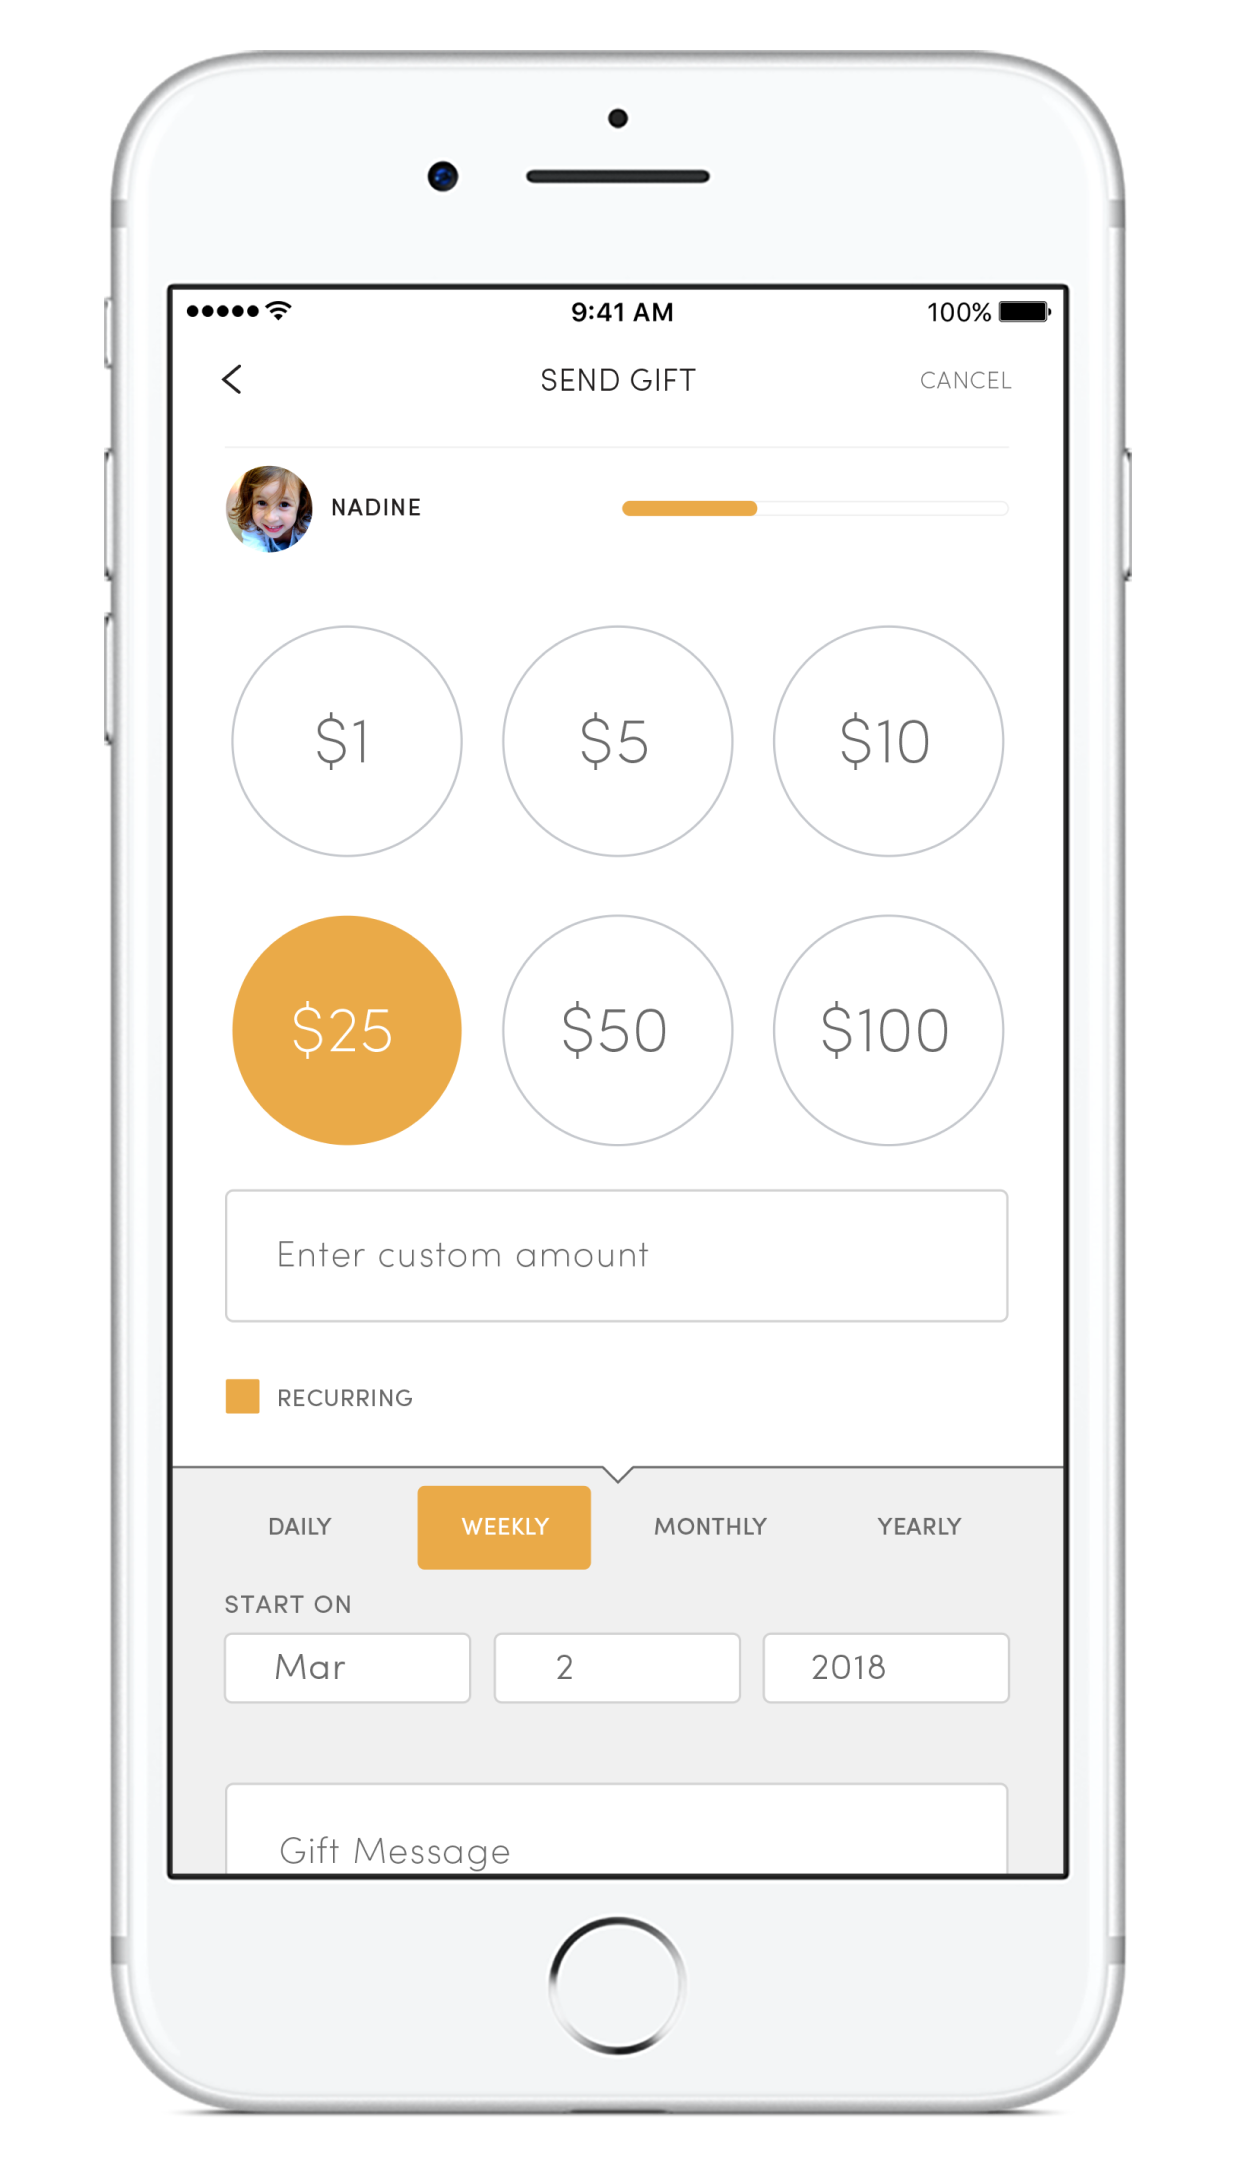 9:41 AM 100%
SEND GIFT CANCEL
NADINE
$1 $5 $10
$25 $50 $100
Enter custom amount
RECURRING
DAILY WEEKLY MONTHLY YEARLY
START ON
Mar 2 2018
Gift Message